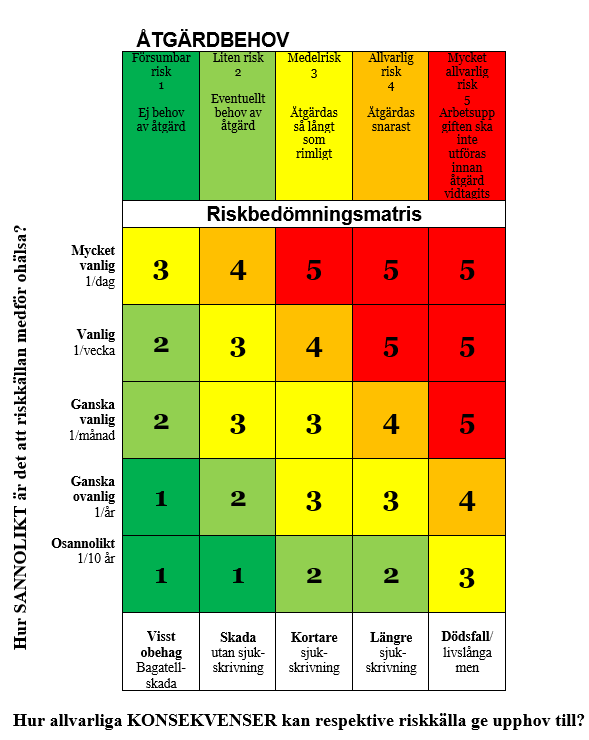 ÅTGÄRDBEHOV
Försumbar
risk
1
Ej behov
av åtgärd
Liten risk
2
Eventuellt
behov av
åtgärd
Medelrisk
3
Åtgärdas
så långt
som
rimligt
Allvarlig
risk
4
Åtgärdas
snarast
Mycket
allvarlig
risk
5
Arbetsupp
giften ska
inte
utföras
innan
åtgärd
vidtagits
Riskbedömningsmatris
Hur SANNOLIKT är det att riskkällan medför ohälsa?
Mycket
vanlig
1/dag
3 4 5 5 5
Vanlig
1/vecka
2 3 4 5 5
Ganska
vanlig
1/månad
2 3 3 4 5
Ganska
ovanlig
1/år
1 2 3 3 4
Osannolikt
1/10 år
1 1 2 2 3
Visst
obehag
Bagatell-
skada
Skada
utan sjuk-
skrivning
Kortare
sjuk-
skrivning
Längre
sjuk-
skrivning
Dödsfall/
livslånga
men
Hur allvarliga KONSEKVENSER kan respektive riskkälla ge upphov till?